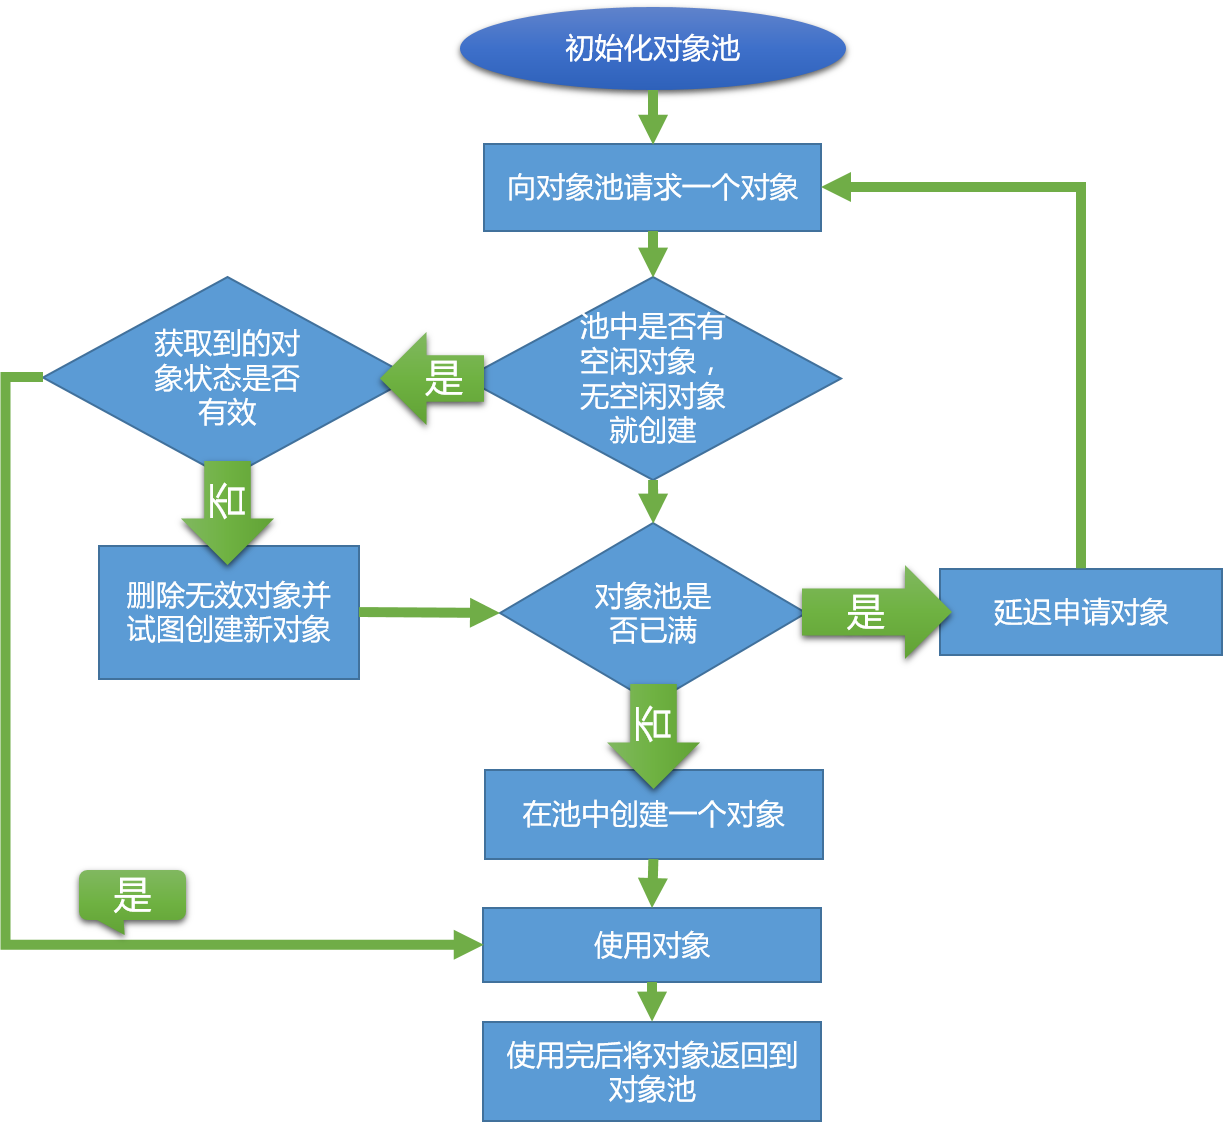 初始化对象池
向对象池请求一个对象
池中是否有
空闲对象，
无空闲对象
就创建
是
获取到的对
象状态是否
有效
否
删除无效对象并
试图创建新对象
对象池是
否已满
是
延迟申请对象
否
在池中创建一个对象
是
使用对象
使用完后将对象返回到
对象池